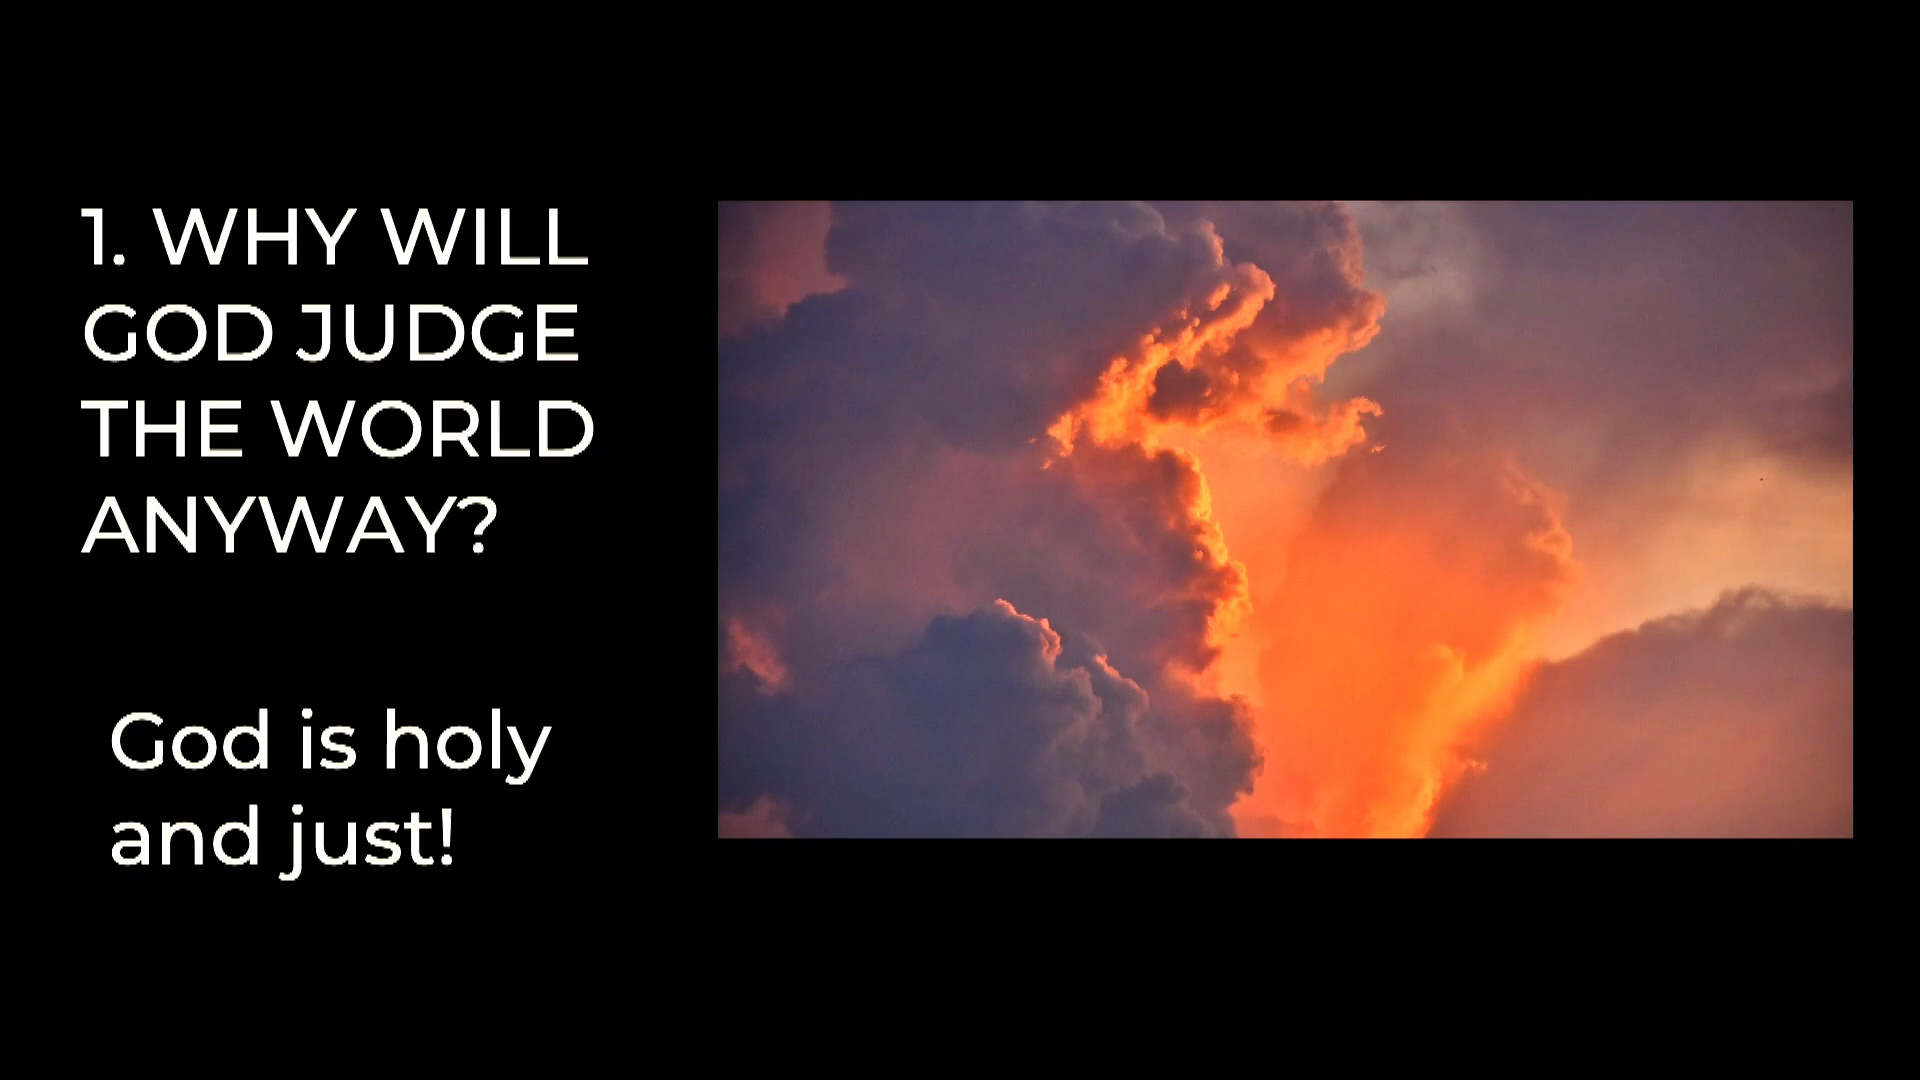 1. WHY WILL
GOD JUDGE
THE WORLD
ANYWAY?
God is holy
and just!